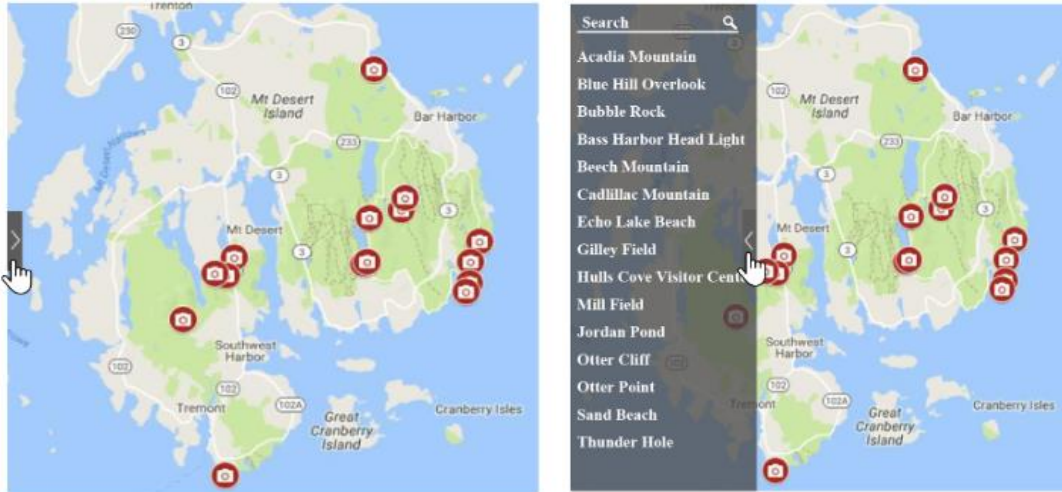 Trenton
230
3
102
Mt Desert
Island
Bar Harbor
233
3
3
Mt Desert
3
Southwest
Harbor
102
102
102A
Tremont
Great
Cranberry
Island
Cranberry Isles
Search
Acadia Mountain
Blue Hill Overlook
Bubble Rock
Bass Harbor Head Light
Beech Mountain
Cadlillac Mountain
Echo Lake Beach
Gilley Field
Hulls Cove Visitor Cent
Mill Field
Jordan Pond
Otter Cliff
Otter Point
Sand Beach
Thunder Hole
3
102
Mt Desert
Island
Bar Harbor
233
3
3
Mt Desert
3
Southwest
Harbor
102
102A
Tremont
Great
Cranberry
Island
Cranberry Isles